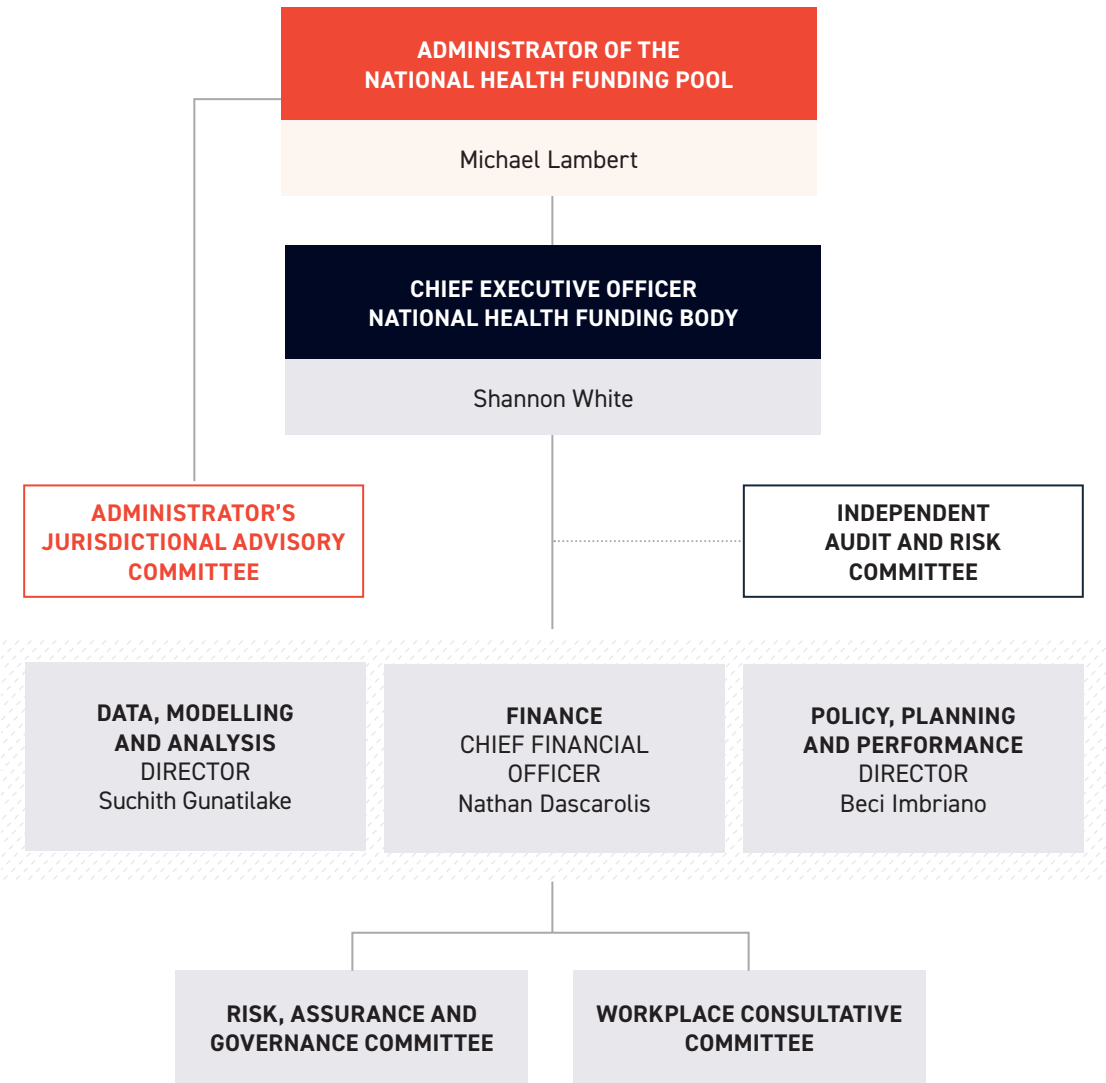 ADMINISTRATOR OF THE
NATIONAL HEALTH FUNDING POOL
Michael Lambert
CHIEF EXECUTIVE OFFICER
NATIONAL HEALTH FUNDING BODY
Shannon White
ADMINISTRATOR’S
JURISDICTIONAL ADVISORY
COMMITTEE
INDEPENDENT
AUDIT AND RISK
COMMITTEE
DATA, MODELLING
AND ANALYSIS
DIRECTOR
Suchith Gunatilake
FINANCE
CHIEF FINANCIAL
OFFICER
Nathan Dascarolis
POLICY, PLANNING
AND PERFORMANCE
DIRECTOR
Beci Imbriano
RISK, ASSURANCE AND
GOVERNANCE COMMITTEE
WORKPLACE CONSULTATIVE
COMMITTEE